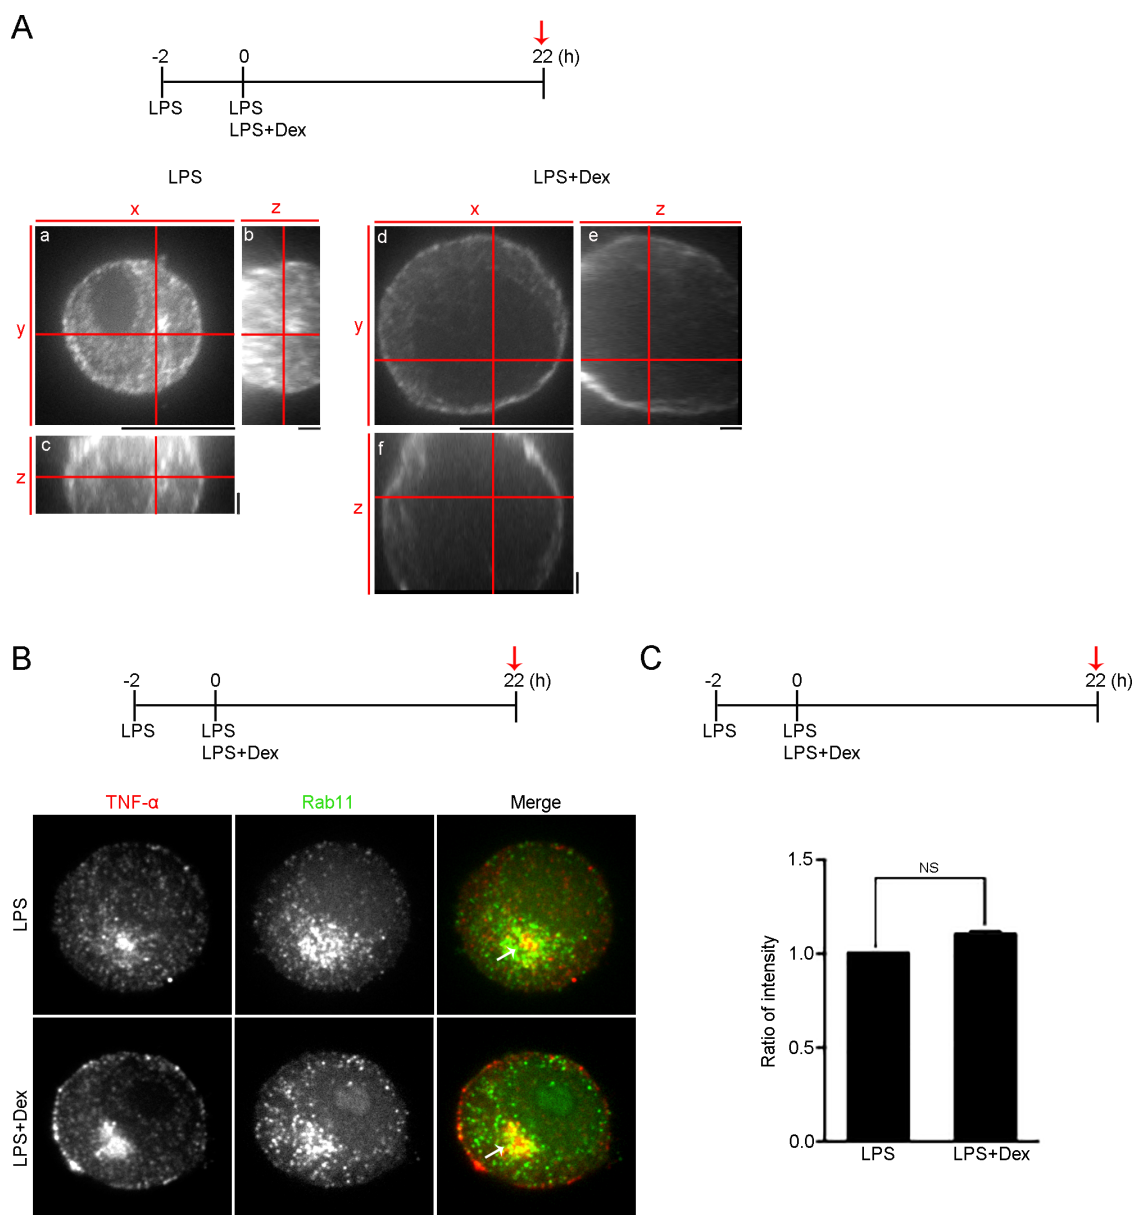 A
-2 0 22 (h)
LPS LPS
LPS+Dex
LPS LPS+Dex
x z x z
a b d e
y y
c f
z z
B
-2 0 22 (h)
LPS LPS
LPS+Dex
C
-2 0 22 (h)
LPS LPS
LPS+Dex
TNF-α Rab11 Merge
LPS
LPS+Dex
1.5
NS
1.0
Ratio of intensity
0.5
0.0
LPS LPS+Dex